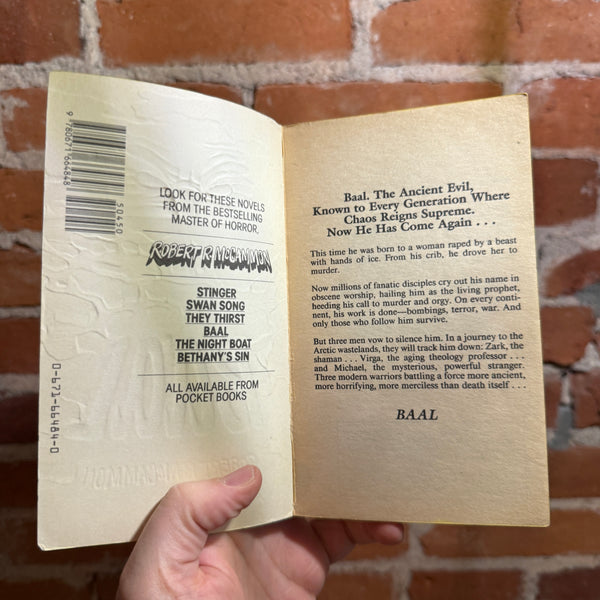 9 780671 664848
50450
LOOK FOR THESE NOVELS
FROM THE BESTSELLING
MASTER OF HORROR.
ROBERT R. McCAMMON
STINGER
SWAN SONG
THEY THIRST
BAAL
THE NIGHT BOAT
BETHANY'S SIN
ALL AVAILABLE FROM
POCKET BOOKS
0-671-66484-0
Baal. The Ancient Evil,
Known to Every Generation Where
Chaos Reigns Supreme.
Now He Has Come Again . . .
This time he was born to a woman raped by a beast
with hands of ice. From his crib, he drove her to
murder.
Now millions of fanatic disciples cry out his name in
obscene worship, hailing him as the living prophet,
heeding his call to murder and orgy. On every conti-
nent, his work is done—bombings, terror, war. And
only those who follow him survive.
But three men vow to silence him. In a journey to the
Arctic wastelands, they will track him down: Zark, the
shaman . . . Virga, the aging theology professor . . .
and Michael, the mysterious, powerful stranger.
Three modern warriors battling a force more ancient,
more horrifying, more merciless than death itself . . .
BAAL